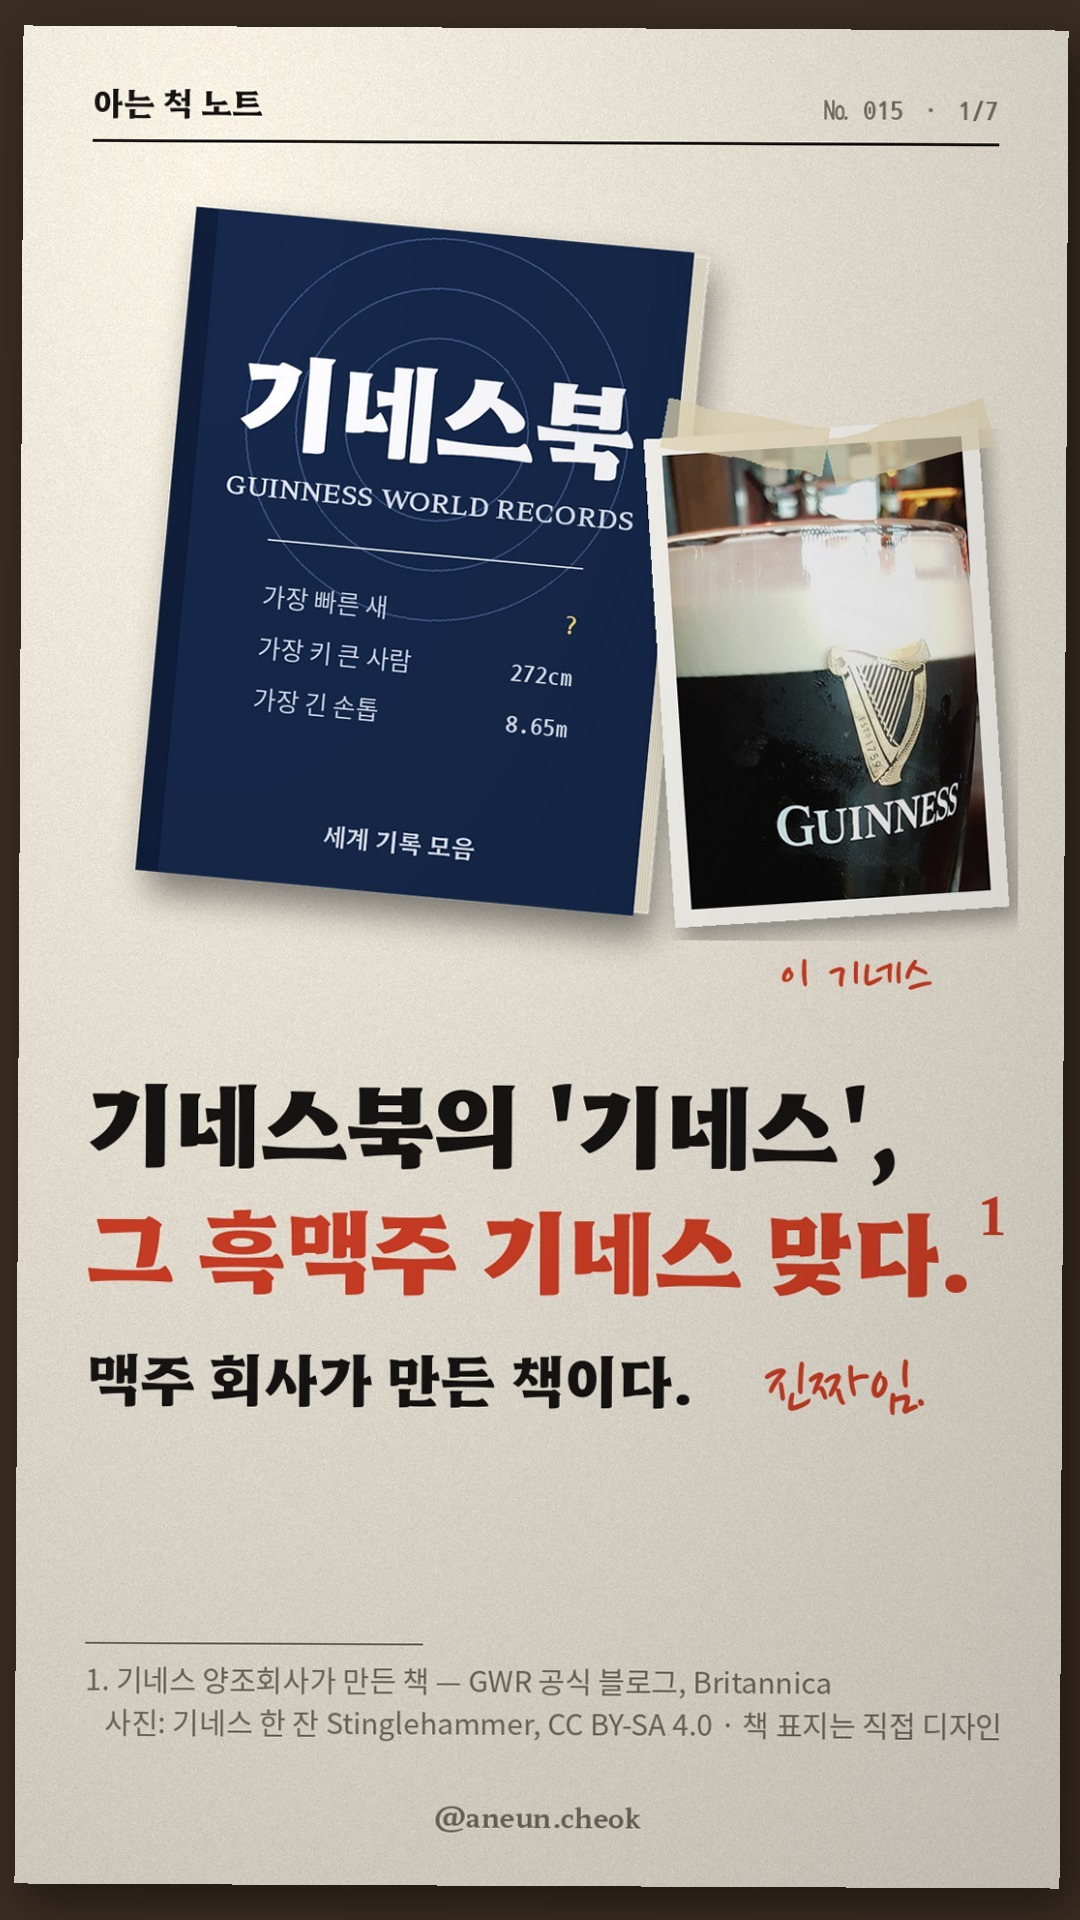 아는 척 노트
№ 015 · 1/7
기네스북
GUINNESS WORLD RECORDS
가장 빠른 새 ?
가장 키 큰 사람 272cm
가장 긴 손톱 8.65m
세계 기록 모음
ESTD 1759
GUINNESS
이 기네스
기네스북의 '기네스',
그 흑맥주 기네스 맞다.1
맥주 회사가 만든 책이다. 진짜임.
1. 기네스 양조회사가 만든 책 — GWR 공식 블로그, Britannica
사진: 기네스 한 잔 Stinglehammer, CC BY-SA 4.0 · 책 표지는 직접 디자인
@aneun.cheok